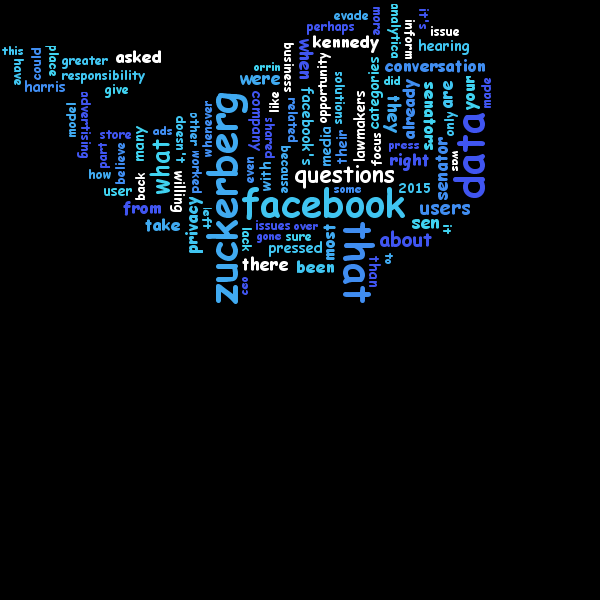 evade
more
analytica
it's
perhaps
inform
issue
this
have
could
place
greater
asked
business
when
kennedy
hearing
responsibility
orrin
were
opportunity
categories
conversation
harris
give
like
facebook's
solutions
lawmakers
did
your
made
model
advertising
store
many
ads
doesn't
other
worked
whenever
zuckerberg
company
shared
related
media
their
focus
they
already
senators
only
are
data
part
how
believe
user
back
what
willing
even
with
because
questions
press
right
was
senator
some
2015
from
privacy
left
facebook
users
take
lack
issues over
most
that
sen
it
gone
sure
pressed
about
there
been
than
to
ceo